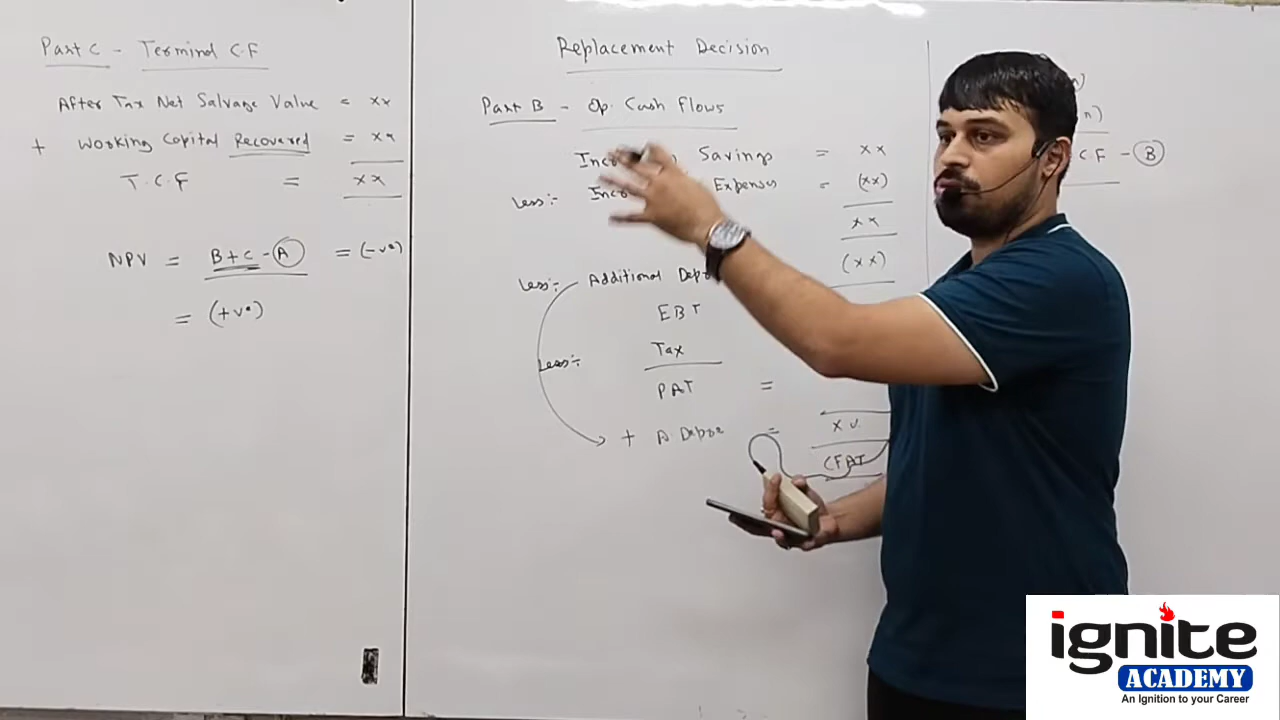 Part C - Terminal C.F
After Tax Net Salvage Value = xx
+ Working Capital Recovered = xx
T.C.F = xx
NPV = B+C - A = (-ve)
= (+ve)
Replacement Decision
Part B - Op. Cash Flows
Savings = xx
Less:- Expenses = (xx)
xx
Less:- Additional (xx)
EBT
Less:- Tax
PAT =
+ A Depre =
CFAT
n)
C.F - B
ignite
ACADEMY
An Ignition to your Career